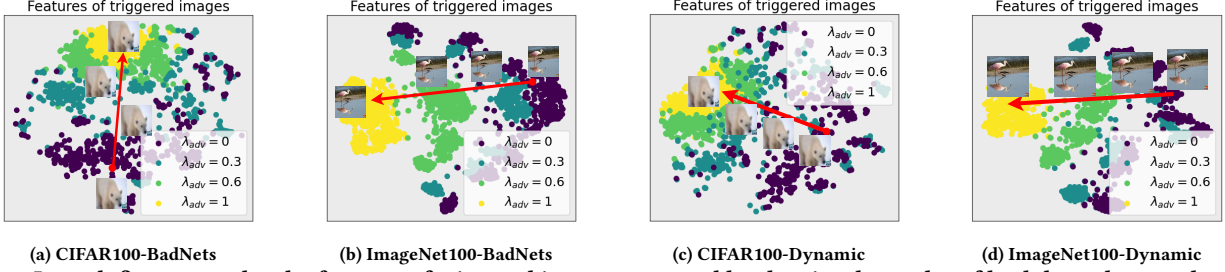 Features of triggered images
λadv = 0
λadv = 0.3
λadv = 0.6
λadv = 1
(a) CIFAR100-BadNets
Features of triggered images
λadv = 0
λadv = 0.3
λadv = 0.6
λadv = 1
(b) ImageNet100-BadNets
Features of triggered images
λadv = 0
λadv = 0.3
λadv = 0.6
λadv = 1
(c) CIFAR100-Dynamic
Features of triggered images
λadv = 0
λadv = 0.3
λadv = 0.6
λadv = 1
(d) ImageNet100-Dynamic